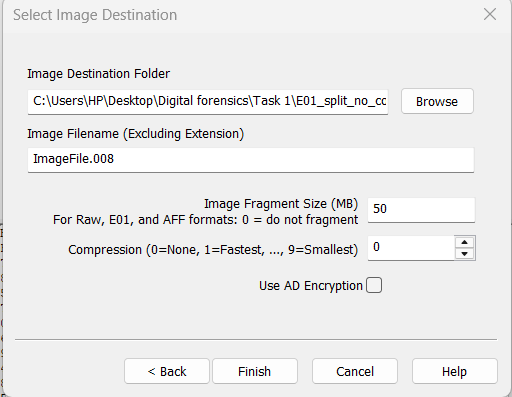 Select Image Destination
Image Destination Folder
C:\Users\HP\Desktop\Digital forensics\Task 1\E01_split_no_cc
Browse
Image Filename (Excluding Extension)
ImageFile.008
Image Fragment Size (MB)
50
For Raw, E01, and AFF formats: 0 = do not fragment
Compression (0=None, 1=Fastest, ..., 9=Smallest)
0
Use AD Encryption
< Back
Finish
Cancel
Help